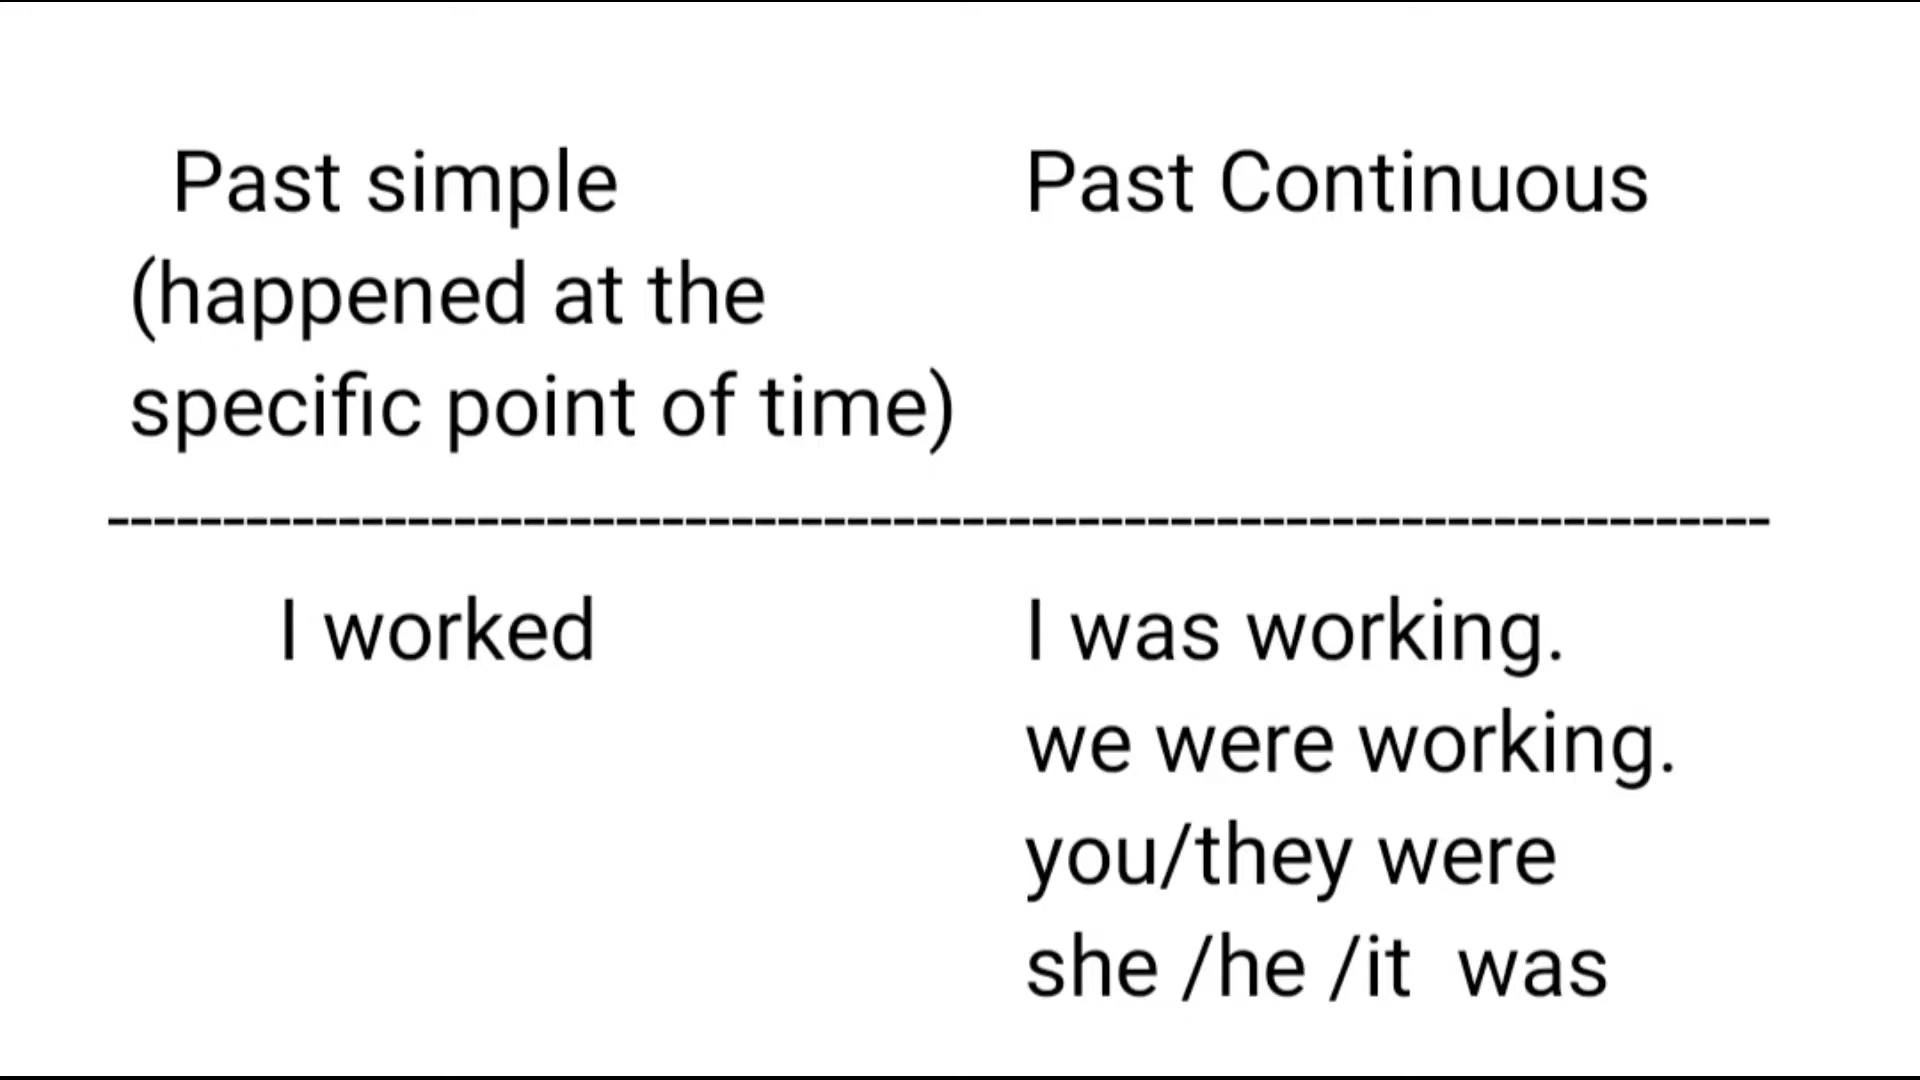 Past simple
(happened at the
specific point of time)
Past Continuous
------------------------------------------------------------------------
I worked
I was working.
we were working.
you/they were
she /he /it  was